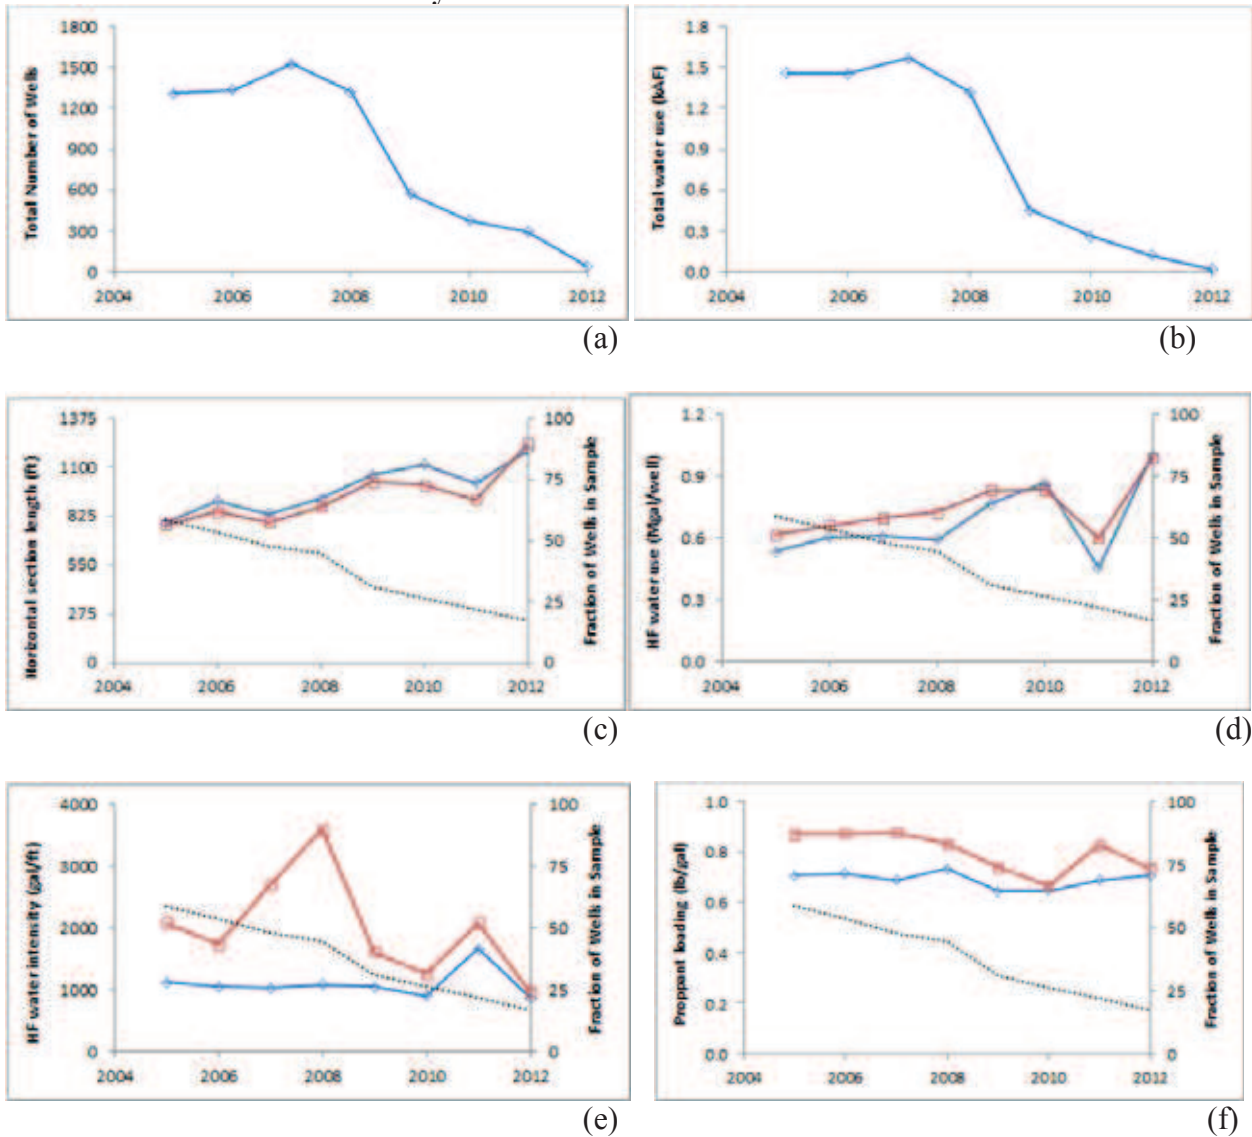 1800
1500
1200
900
600
300
0
Total Number of Wells
2004 2006 2008 2010 2012
(a)
1.8
1.5
1.2
0.9
0.6
0.3
0.0
Total water use (kAF)
2004 2006 2008 2010 2012
(b)
1375
1100
825
550
275
0
Horizontal section length (ft)
100
75
50
25
0
Fraction of Wells in Sample
2004 2006 2008 2010 2012
(c)
1.2
0.9
0.6
0.3
0.0
HF water use (Mgal/well)
100
75
50
25
0
Fraction of Wells in Sample
2004 2006 2008 2010 2012
(d)
4000
3000
2000
1000
0
HF water intensity (gal/ft)
100
75
50
25
0
Fraction of Wells in Sample
2004 2006 2008 2010 2012
(e)
1.0
0.8
0.6
0.4
0.2
0.0
Proppant loading (lb/gal)
100
75
50
25
0
Fraction of Wells in Sample
2004 2006 2008 2010 2012
(f)